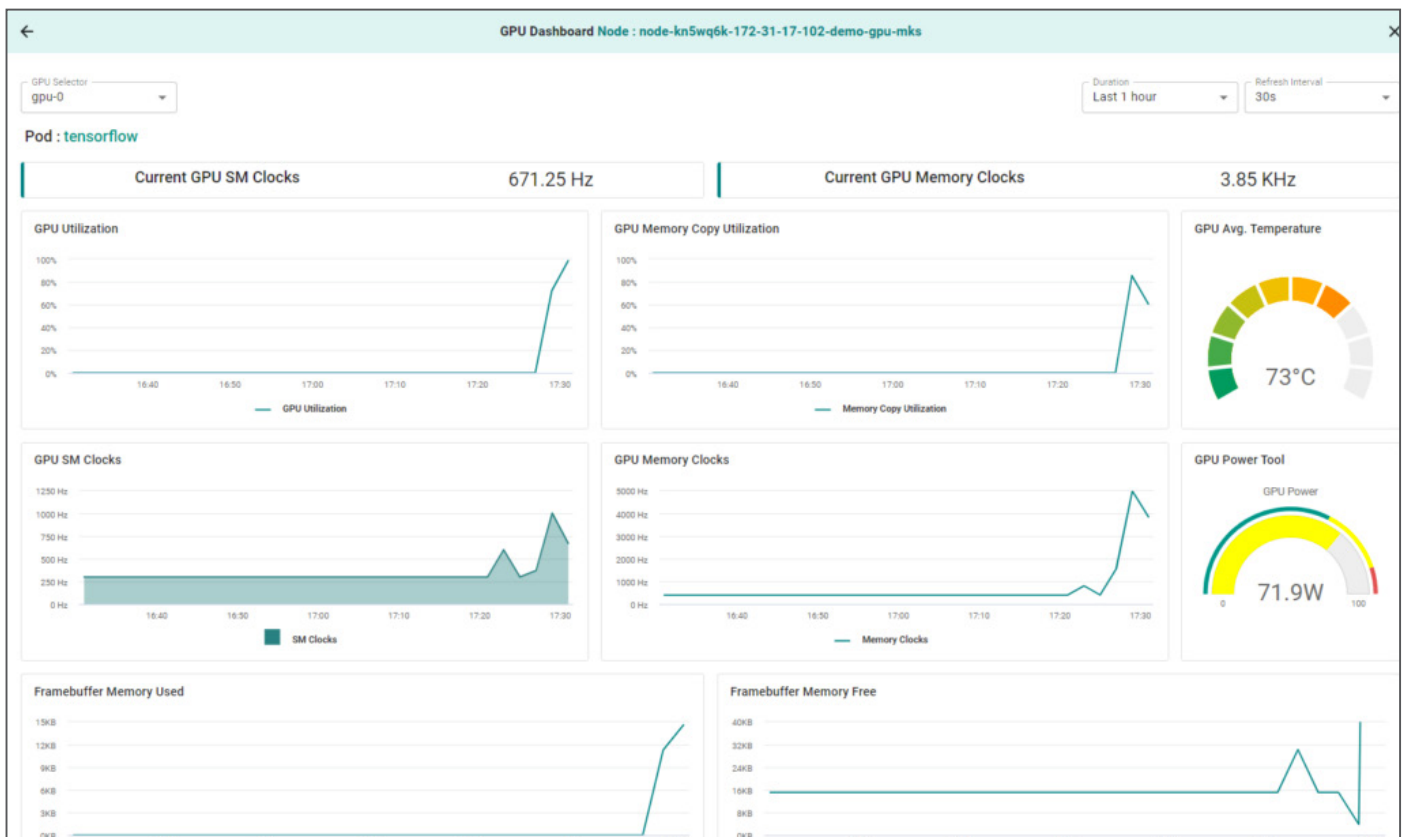 GPU Dashboard Node : node-kn5wq6k-172-31-17-102-demo-gpu-mks
GPU Selector
gpu-0
Duration
Last 1 hour
Refresh Interval
30s
Pod : tensorflow
Current GPU SM Clocks
671.25 Hz
Current GPU Memory Clocks
3.85 KHz
GPU Utilization
100%
80%
60%
40%
20%
0%
16:40 16:50 17:00 17:10 17:20 17:30
GPU Utilization
GPU Memory Copy Utilization
100%
80%
60%
40%
20%
0%
16:40 16:50 17:00 17:10 17:20 17:30
Memory Copy Utilization
GPU Avg. Temperature
73°C
GPU SM Clocks
1250 Hz
1000 Hz
750 Hz
500 Hz
250 Hz
0 Hz
16:40 16:50 17:00 17:10 17:20 17:30
SM Clocks
GPU Memory Clocks
5000 Hz
4000 Hz
3000 Hz
2000 Hz
1000 Hz
0 Hz
16:40 16:50 17:00 17:10 17:20 17:30
Memory Clocks
GPU Power Tool
GPU Power
71.9W
0 100
Framebuffer Memory Used
15KB
12KB
9KB
6KB
3KB
0KB
Framebuffer Memory Free
40KB
32KB
24KB
16KB
8KB
0KB